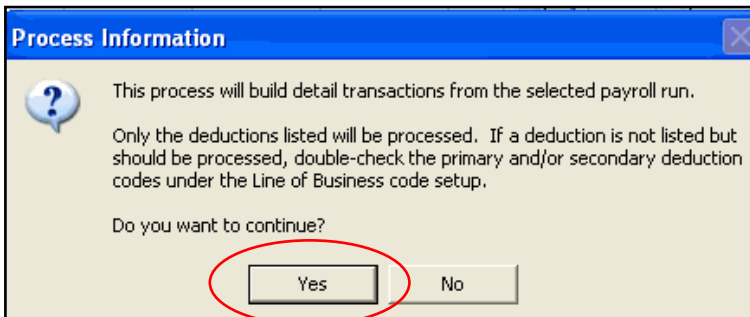 Process Information
This process will build detail transactions from the selected payroll run.
Only the deductions listed will be processed.  If a deduction is not listed but
should be processed, double-check the primary and/or secondary deduction
codes under the Line of Business code setup.
Do you want to continue?
Yes
No